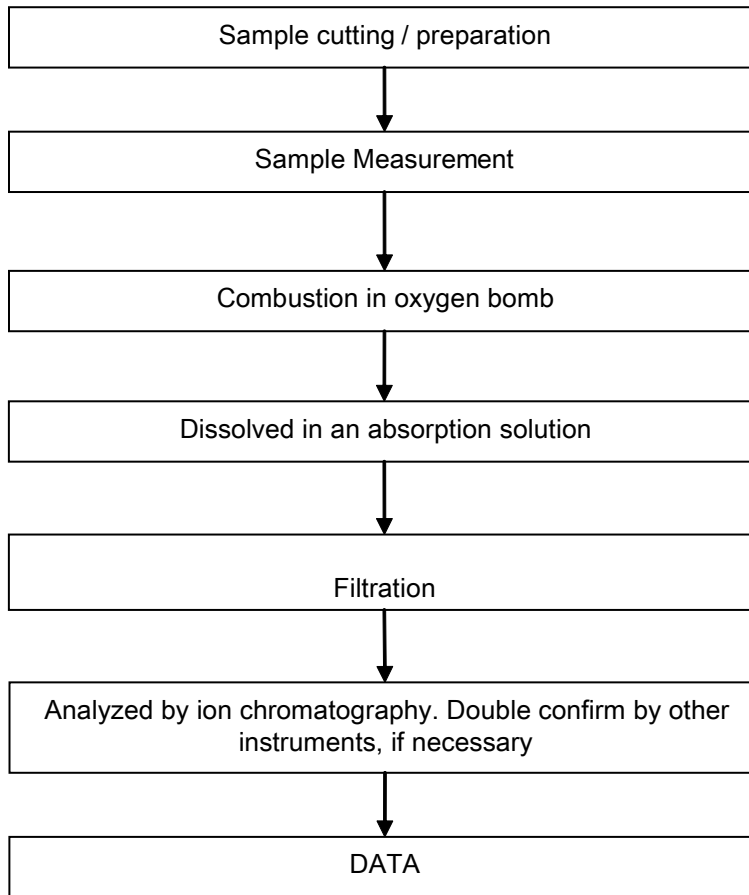 Sample cutting / preparation
Sample Measurement
Combustion in oxygen bomb
Dissolved in an absorption solution
Filtration
Analyzed by ion chromatography. Double confirm by other
instruments, if necessary
DATA